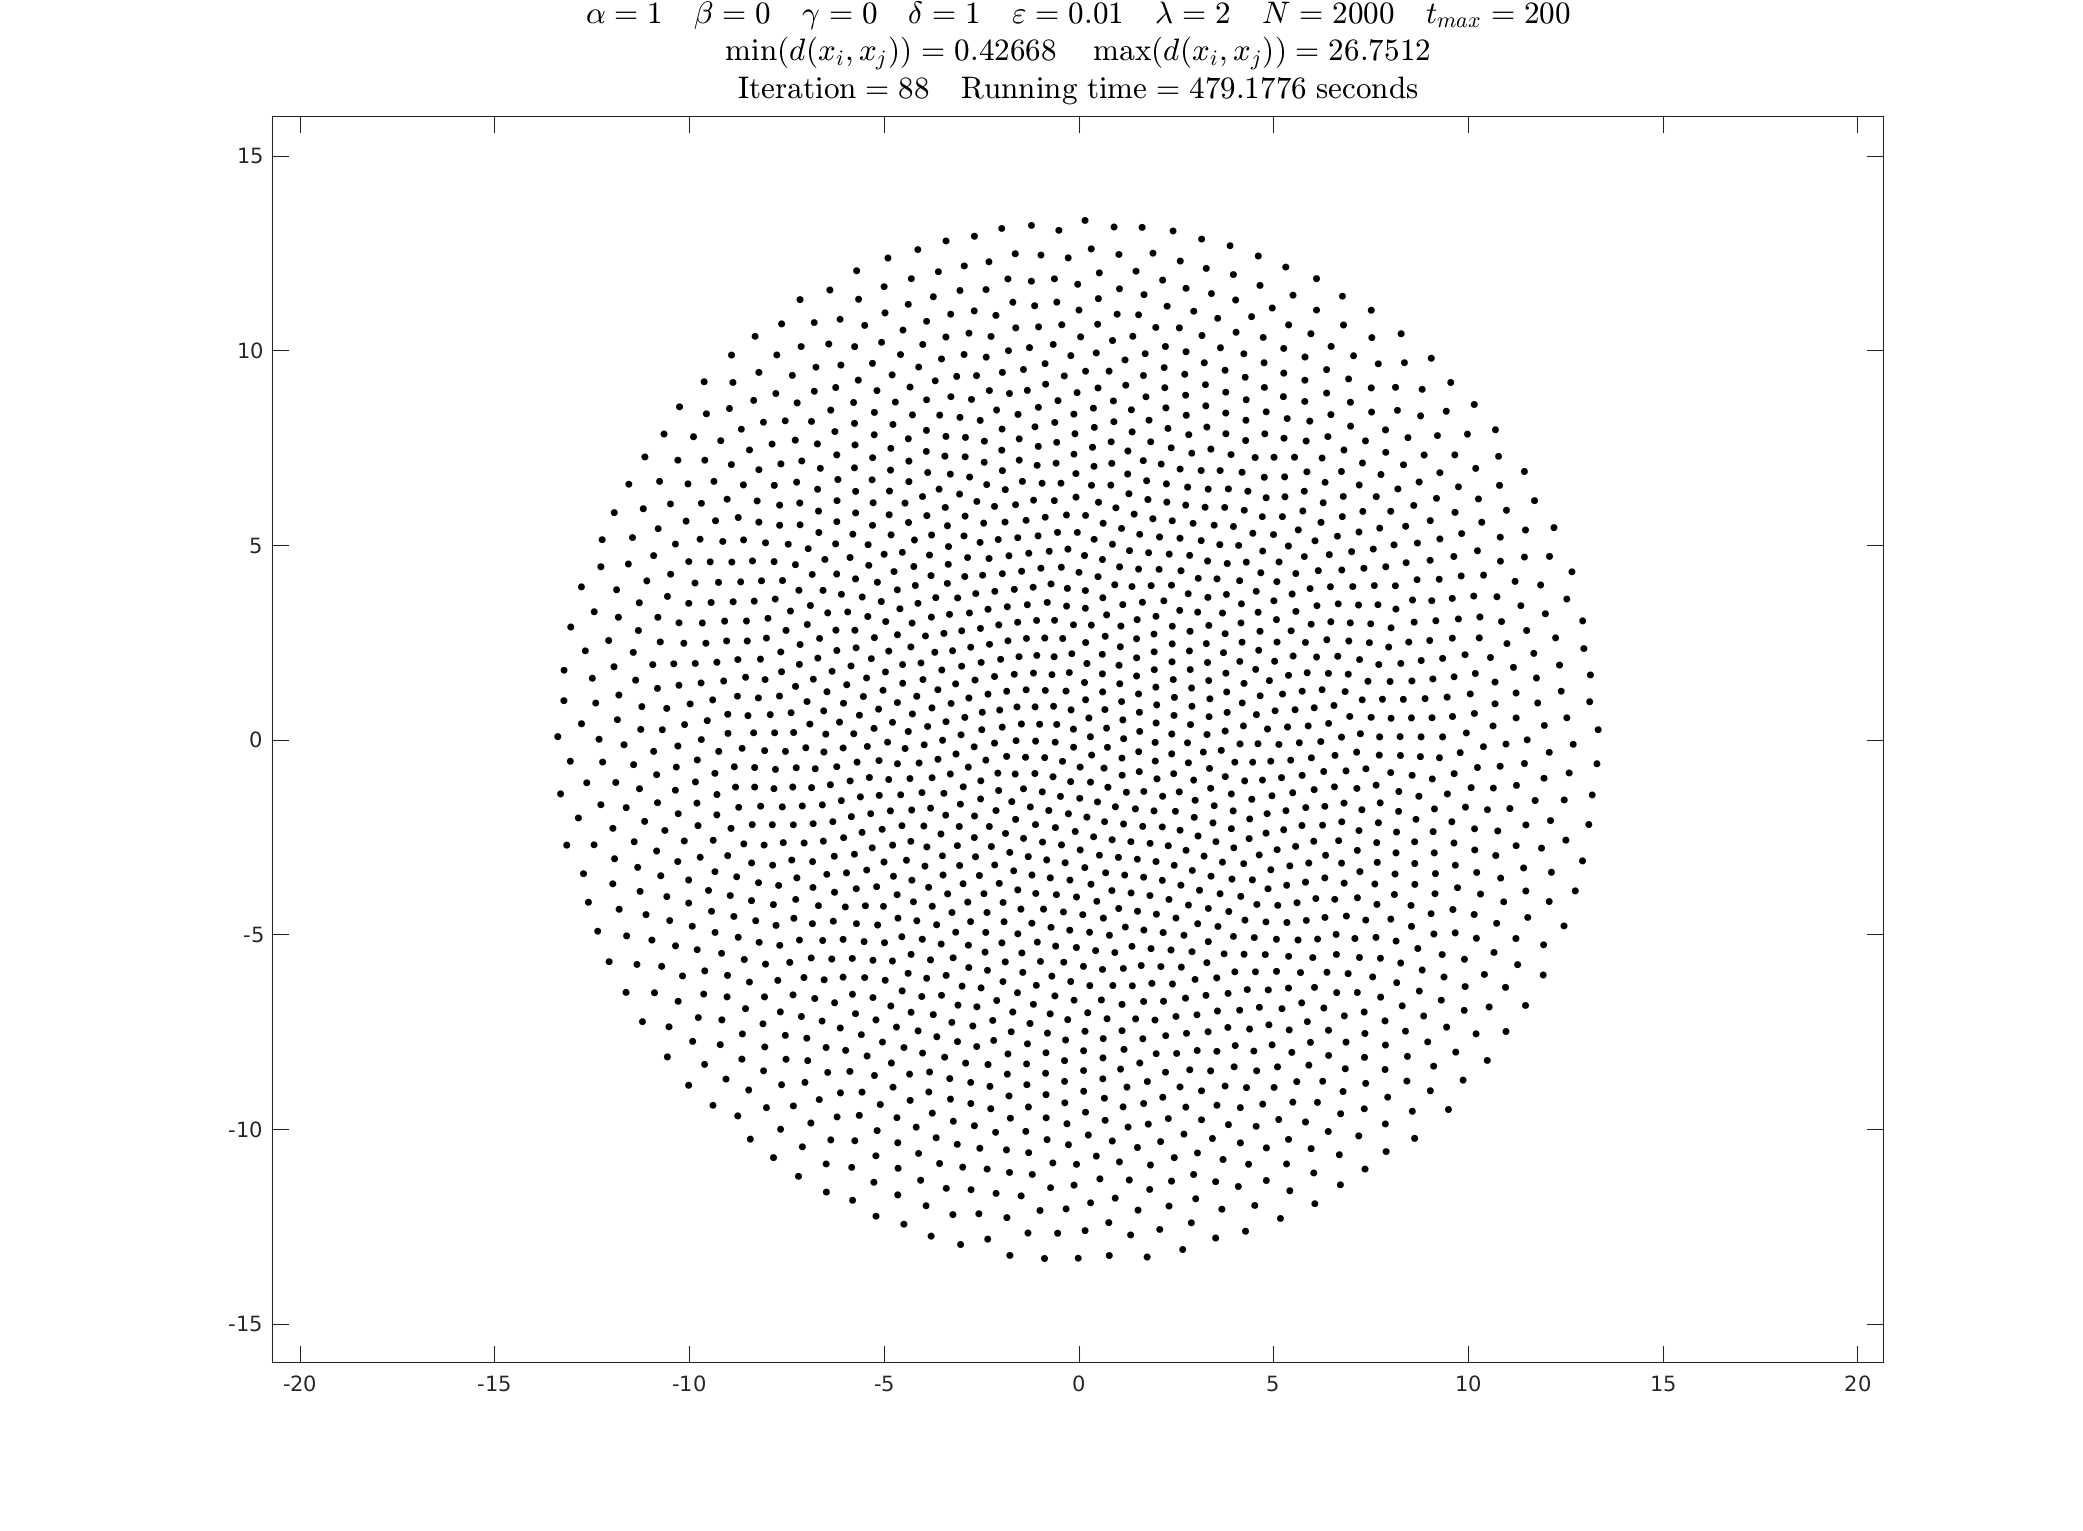 α = 1 β = 0 γ = 0 δ = 1 ε = 0.01 λ = 2 N = 2000 t_max = 200
min(d(x_i, x_j)) = 0.42668 max(d(x_i, x_j)) = 26.7512
Iteration = 88 Running time = 479.1776 seconds
15
10
5
0
-5
-10
-15
-20 -15 -10 -5 0 5 10 15 20